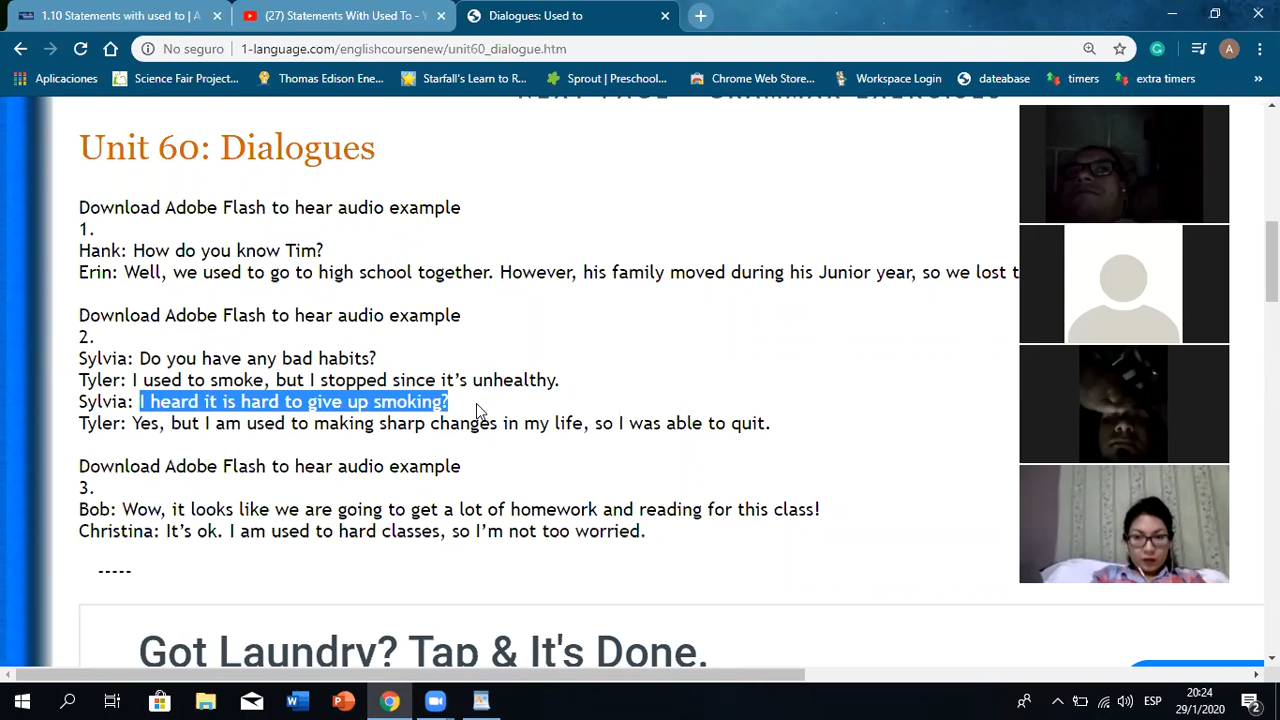 1.10 Statements with used to | A
(27) Statements With Used To - Y
Dialogues: Used to
No seguro
1-language.com/englishcoursenew/unit60_dialogue.htm
A
Aplicaciones
Science Fair Project...
Thomas Edison Ene...
Starfall's Learn to R...
Sprout | Preschool...
Chrome Web Store...
Workspace Login
dateabase
timers
extra timers
»
NEXT PAGE
GRAMMAR EXERCISES
Unit 60: Dialogues
Download Adobe Flash to hear audio example
1.
Hank: How do you know Tim?
Erin: Well, we used to go to high school together. However, his family moved during his Junior year, so we lost t
Download Adobe Flash to hear audio example
2.
Sylvia: Do you have any bad habits?
Tyler: I used to smoke, but I stopped since it's unhealthy.
Sylvia: I heard it is hard to give up smoking?
Tyler: Yes, but I am used to making sharp changes in my life, so I was able to quit.
Download Adobe Flash to hear audio example
3.
Bob: Wow, it looks like we are going to get a lot of homework and reading for this class!
Christina: It's ok. I am used to hard classes, so I'm not too worried.
-----
Got Laundry? Tap & It's Done.
ESP
20:24
29/1/2020
2